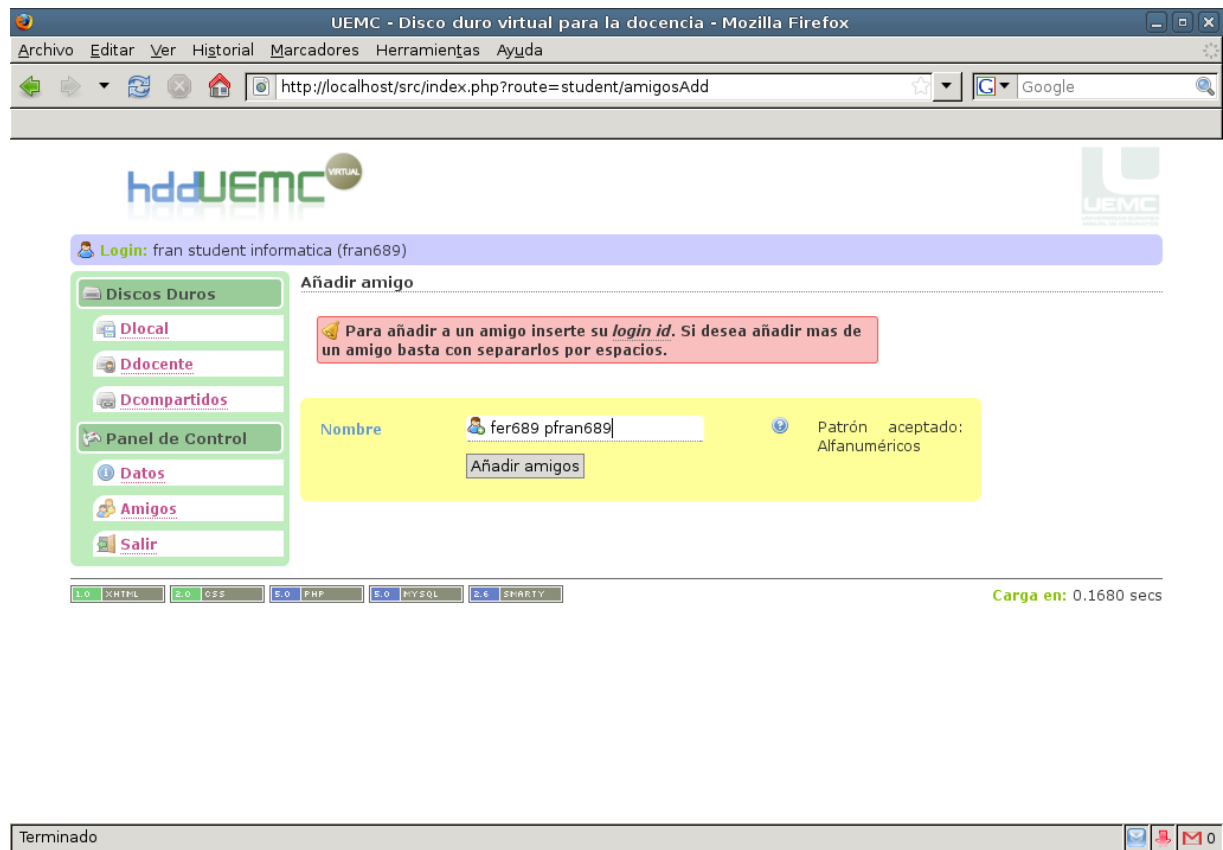 UEMC - Disco duro virtual para la docencia - Mozilla Firefox
Archivo Editar Ver Historial Marcadores Herramientas Ayuda
http://localhost/src/index.php?route=student/amigosAdd
G Google
hddUEMC VIRTUAL
UEMC
Login: fran student informatica (fran689)
Discos Duros
Dlocal
Ddocente
Dcompartidos
Panel de Control
Datos
Amigos
Salir
Añadir amigo
Para añadir a un amigo inserte su login id. Si desea añadir mas de
un amigo basta con separarlos por espacios.
Nombre
fer689 pfran689
Patrón aceptado:
Alfanuméricos
Añadir amigos
1.0 XHTML 2.0 CSS 5.0 PHP 5.0 MYSQL 2.6 SMARTY
Carga en: 0.1680 secs
Terminado
0